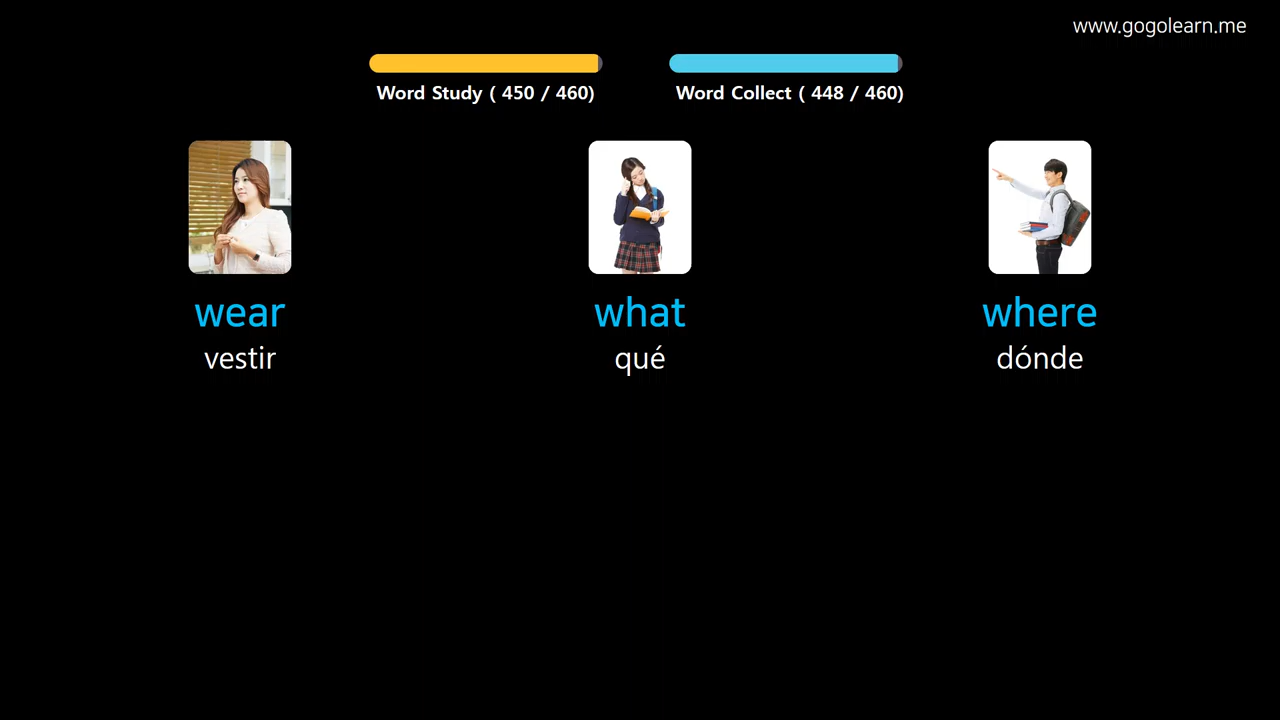 www.gogolearn.me
Word Study ( 450 / 460)
Word Collect ( 448 / 460)
wear
what
where
vestir
qué
dónde